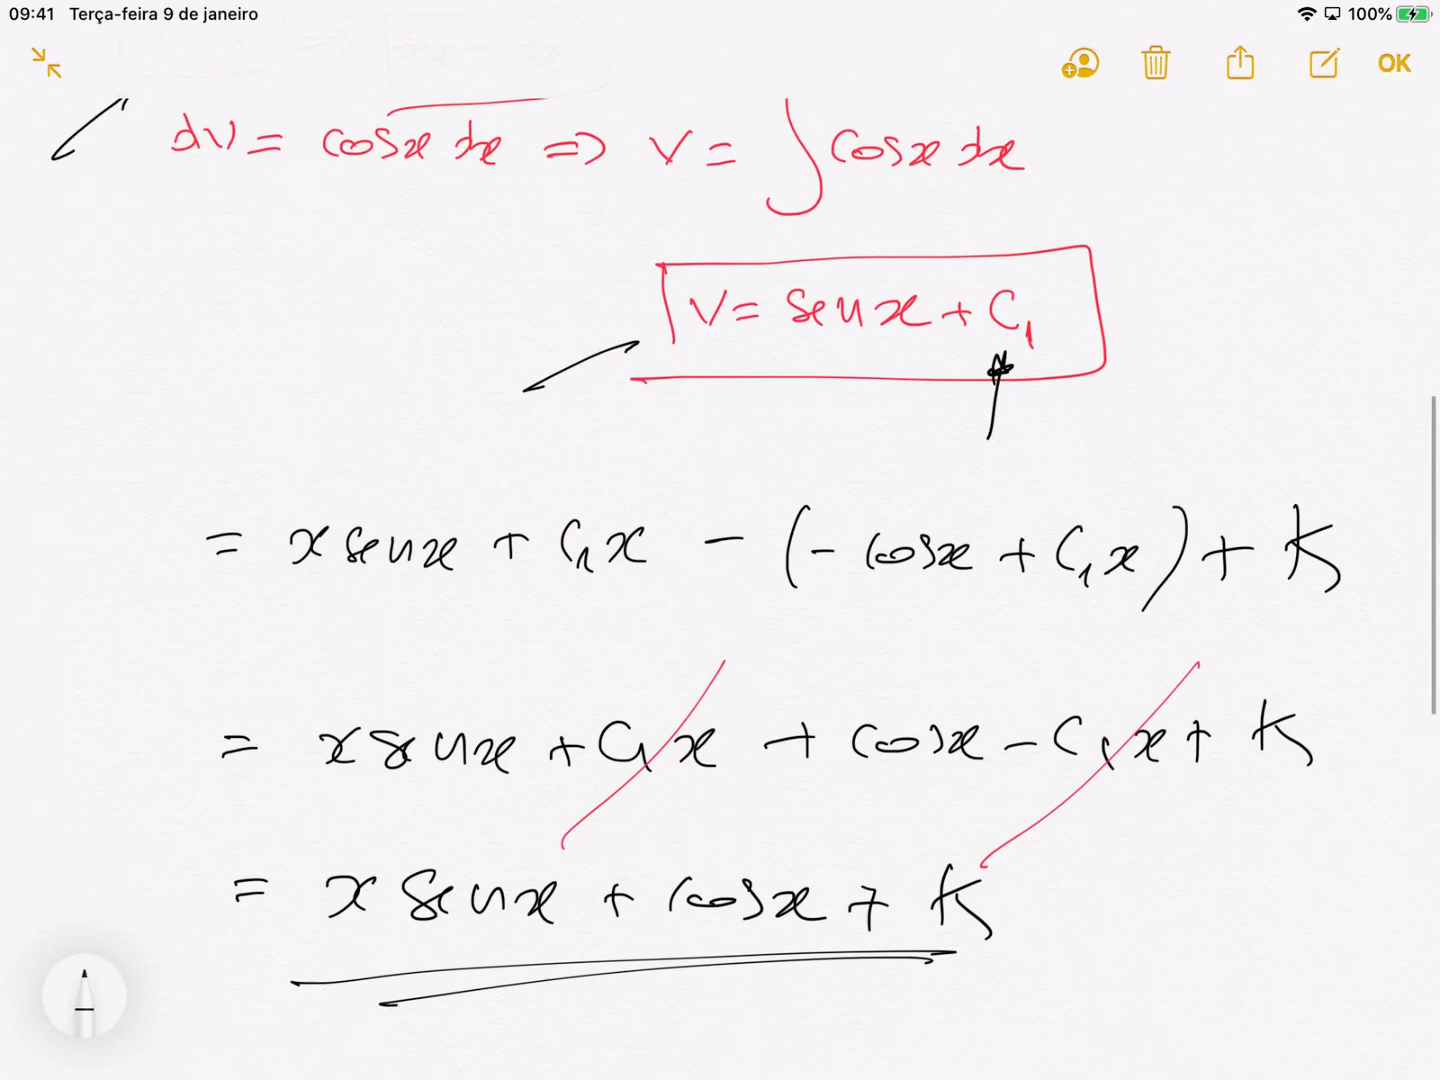 09:41 Terça-feira 9 de janeiro 100%
OK
dv = cosx dx => v = ∫ cosx dx
v = senx + C₁
= x senx + C₁x - (- cosx + C₁x) + K
= x senx + C₁x + cosx - C₁x + K
= x senx + cosx + K